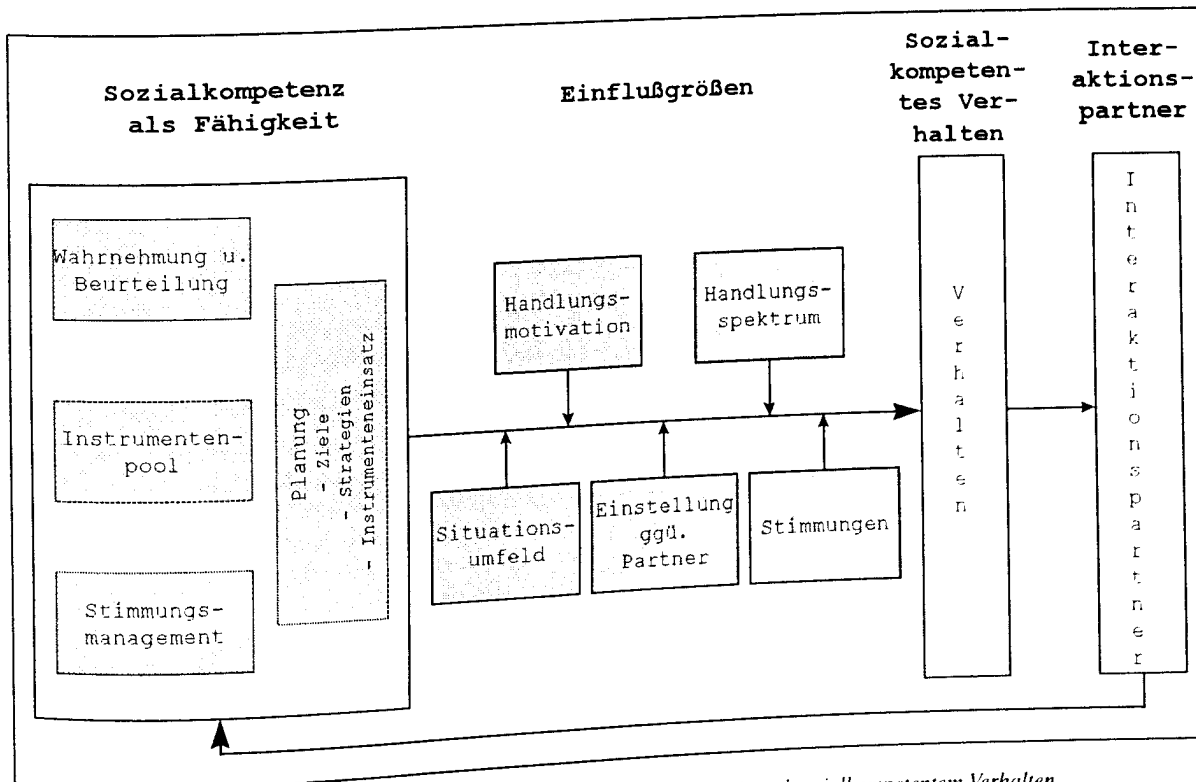 Sozialkompetenz
als Fähigkeit
Einflußgrößen
Sozial-
kompeten-
tes Ver-
halten
Inter-
aktions-
partner
Wahrnehmung u.
Beurteilung
Instrumenten-
pool
Stimmungs-
management
Planung
- Ziele
- Strategien
- Instrumenteneinsatz
Handlungs-
motivation
Handlungs-
spektrum
Situations-
umfeld
Einstellung
ggü.
Partner
Stimmungen
Verhalten
Interaktionspartner
Verhalten